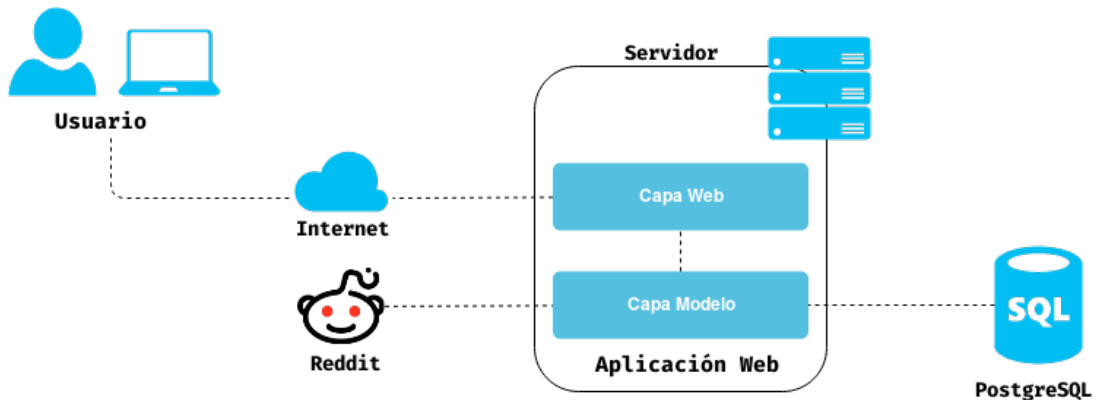 Servidor
Usuario
Capa Web
Internet
Capa Modelo
SQL
Reddit
Aplicación Web
PostgreSQL